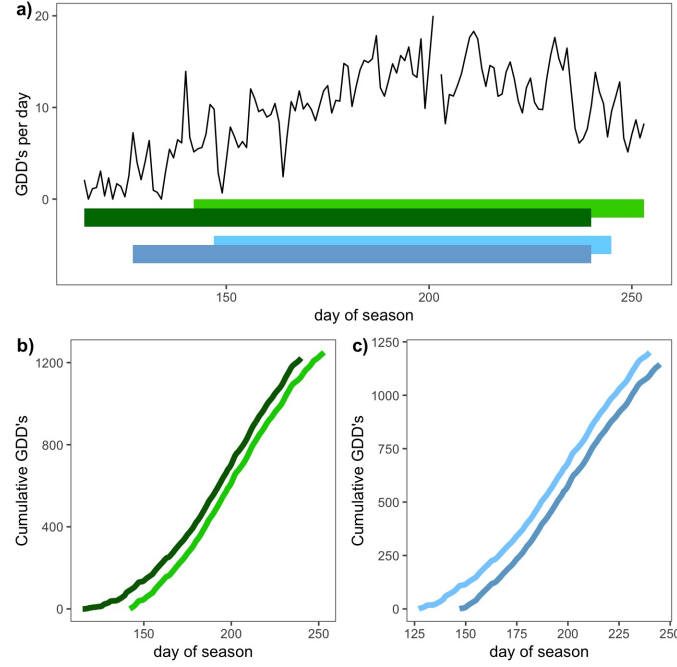 a)
GDD's per day
20
10
0
150 200 250
day of season
b)
Cumulative GDD's
1200
800
400
0
150 200 250
day of season
c)
Cumulative GDD's
1250
1000
750
500
250
0
125 150 175 200 225 250
day of season